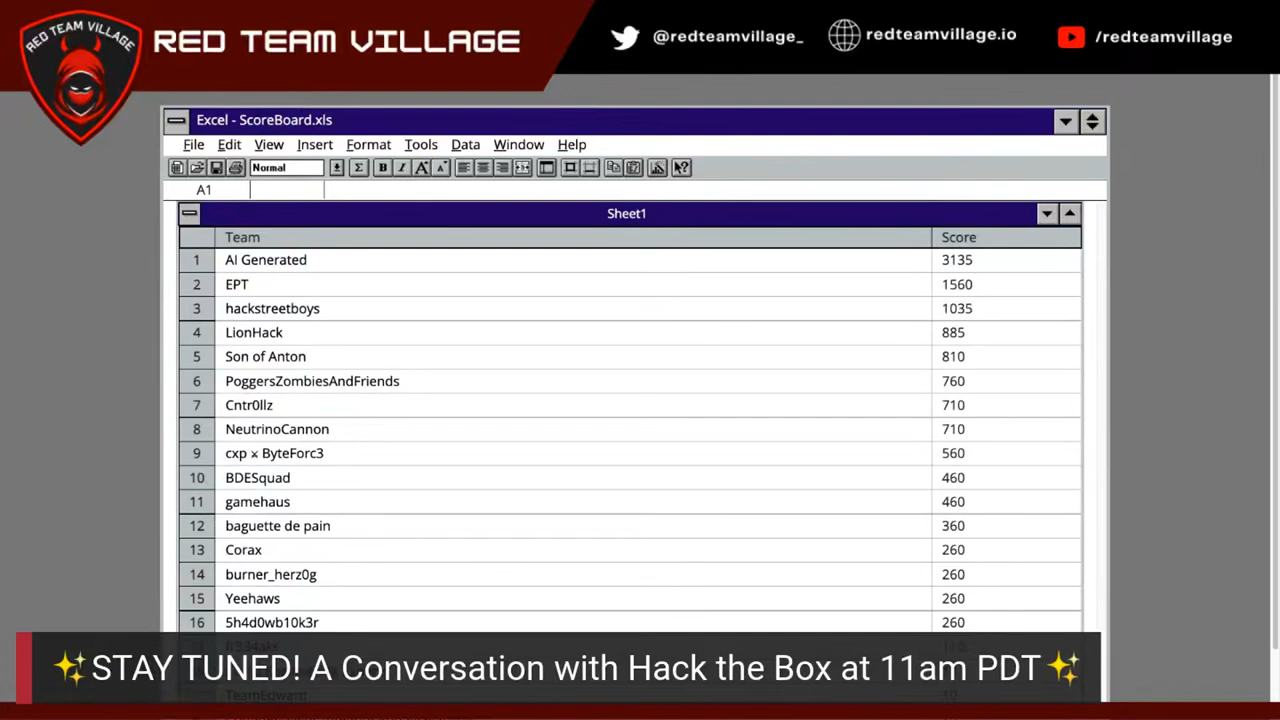 RED TEAM VILLAGE
RED TEAM VILLAGE
@redteamvillage_
redteamvillage.io
/redteamvillage
Excel - ScoreBoard.xls
File Edit View Insert Format Tools Data Window Help
Normal Σ B I A A ?
A1
Sheet1
Team Score
1 AI Generated 3135
2 EPT 1560
3 hackstreetboys 1035
4 LionHack 885
5 Son of Anton 810
6 PoggersZombiesAndFriends 760
7 Cntr0llz 710
8 NeutrinoCannon 710
9 cxp × ByteForc3 560
10 BDESquad 460
11 gamehaus 460
12 baguette de pain 360
13 Corax 260
14 burner_herz0g 260
15 Yeehaws 260
16 5h4d0wb10k3r 260
✨STAY TUNED! A Conversation with Hack the Box at 11am PDT✨
TeamEdward 10